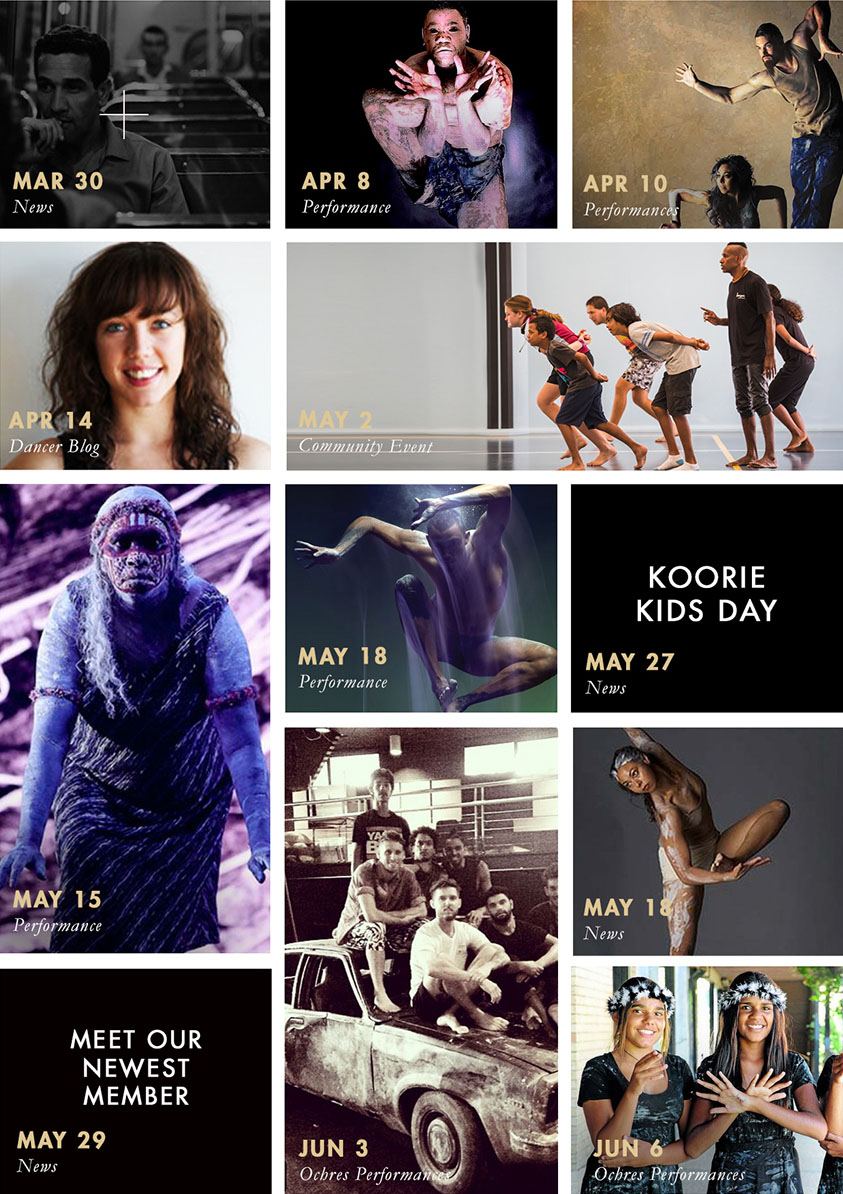 MAR 30
News
APR 8
Performance
APR 10
Performances
APR 14
Dancer Blog
MAY 2
Community Event
MAY 15
Performance
MAY 18
Performance
KOORIE
KIDS DAY
MAY 27
News
MAY 18
News
MEET OUR
NEWEST
MEMBER
MAY 29
News
JUN 3
Ochres Performances
JUN 6
Ochres Performances